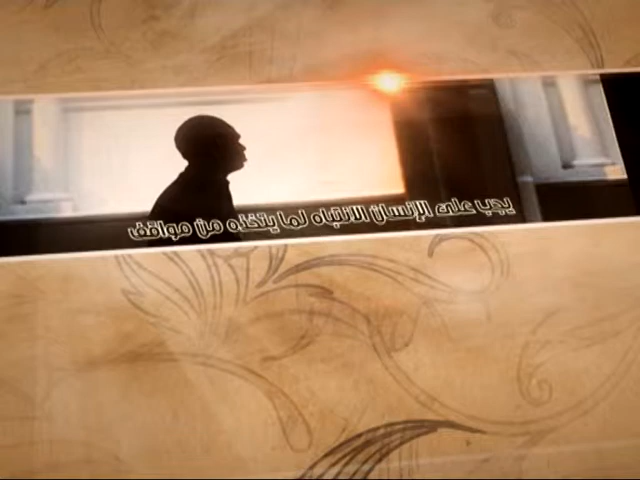 يجب على الإنسان الانتباه لما يتخذه من مواقف